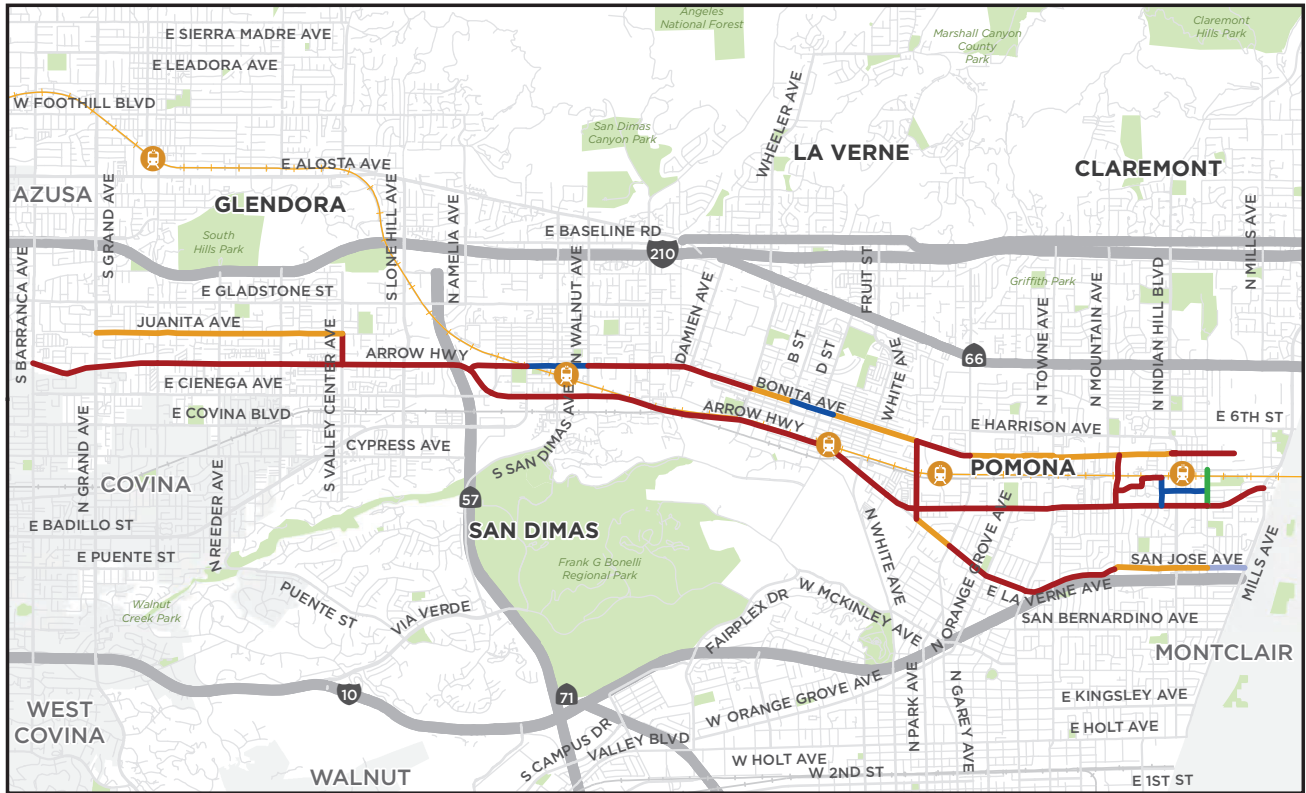 Angeles
National Forest
Claremont
Hills Park
E SIERRA MADRE AVE
Marshall Canyon
County
Park
E LEADORA AVE
W FOOTHILL BLVD
WHEELER AVE
San Dimas
Canyon Park
LA VERNE
E ALOSTA AVE
CLAREMONT
AZUSA
S GRAND AVE
GLENDORA
S LONE HILL AVE
N AMELIA AVE
N MILLS AVE
South
Hills Park
E BASELINE RD
210
S BARRANCA AVE
N WALNUT AVE
FRUIT ST
Griffith Park
E GLADSTONE ST
DAMIEN AVE
N TOWNE AVE
N MOUNTAIN AVE
N INDIAN HILL BLVD
JUANITA AVE
B ST
D ST
66
S VALLEY CENTER AVE
ARROW HWY
WHITE AVE
E CIENEGA AVE
BONITA AVE
E COVINA BLVD
ARROW HWY
E 6TH ST
E HARRISON AVE
CYPRESS AVE
S SAN DIMAS AVE
N GRAND AVE
N REEDER AVE
POMONA
COVINA
57
E BADILLO ST
SAN DIMAS
N WHITE AVE
N ORANGE GROVE AVE
E PUENTE ST
SAN JOSE AVE
MILLS AVE
Frank G Bonelli
Regional Park
PUENTE ST
Walnut
Creek Park
VIA VERDE
FAIRPLEX DR
W MCKINLEY AVE
E LA VERNE AVE
SAN BERNARDINO AVE
MONTCLAIR
10
71
W ORANGE GROVE AVE
N PARK AVE
N GAREY AVE
E KINGSLEY AVE
WEST
COVINA
S CAMPUS DR
VALLEY BLVD
E HOLT AVE
W HOLT AVE
WALNUT
W 2ND ST
E 1ST ST